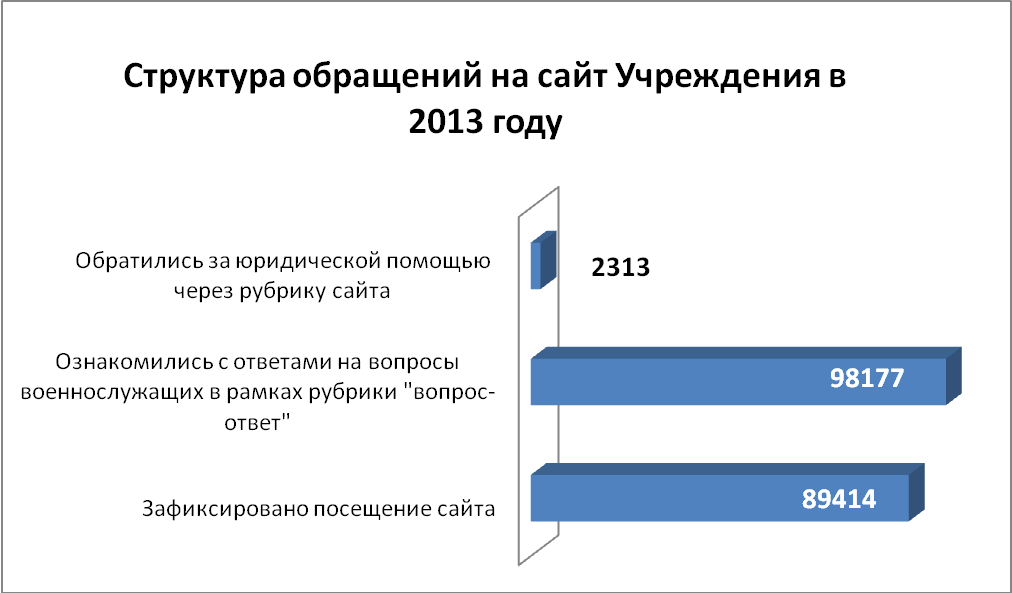 Структура обращений на сайт Учреждения в
2013 году
Обратились за юридической помощью
через рубрику сайта
2313
Ознакомились с ответами на вопросы
военнослужащих в рамках рубрики "вопрос-
ответ"
98177
Зафиксировано посещение сайта
89414